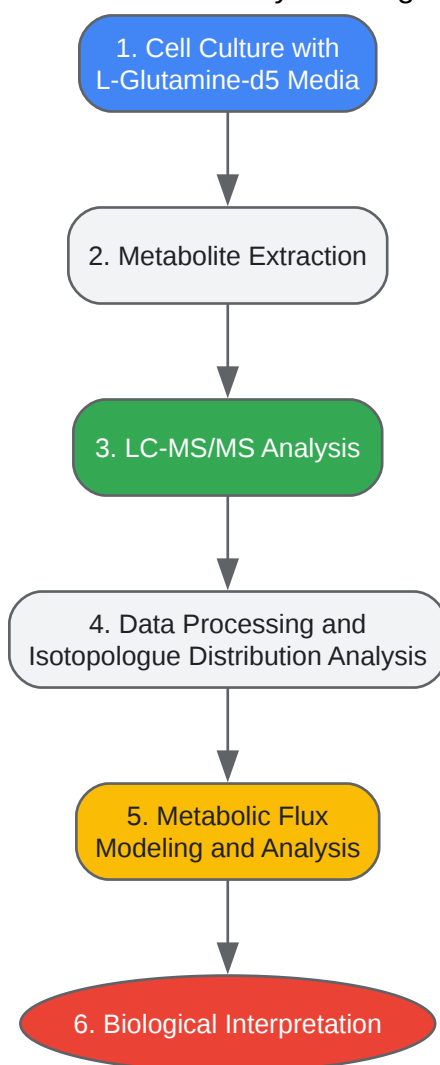 1. Cell Culture with
L-Glutamine-d5 Media
2. Metabolite Extraction
3. LC-MS/MS Analysis
4. Data Processing and
Isotopologue Distribution Analysis
5. Metabolic Flux
Modeling and Analysis
6. Biological Interpretation